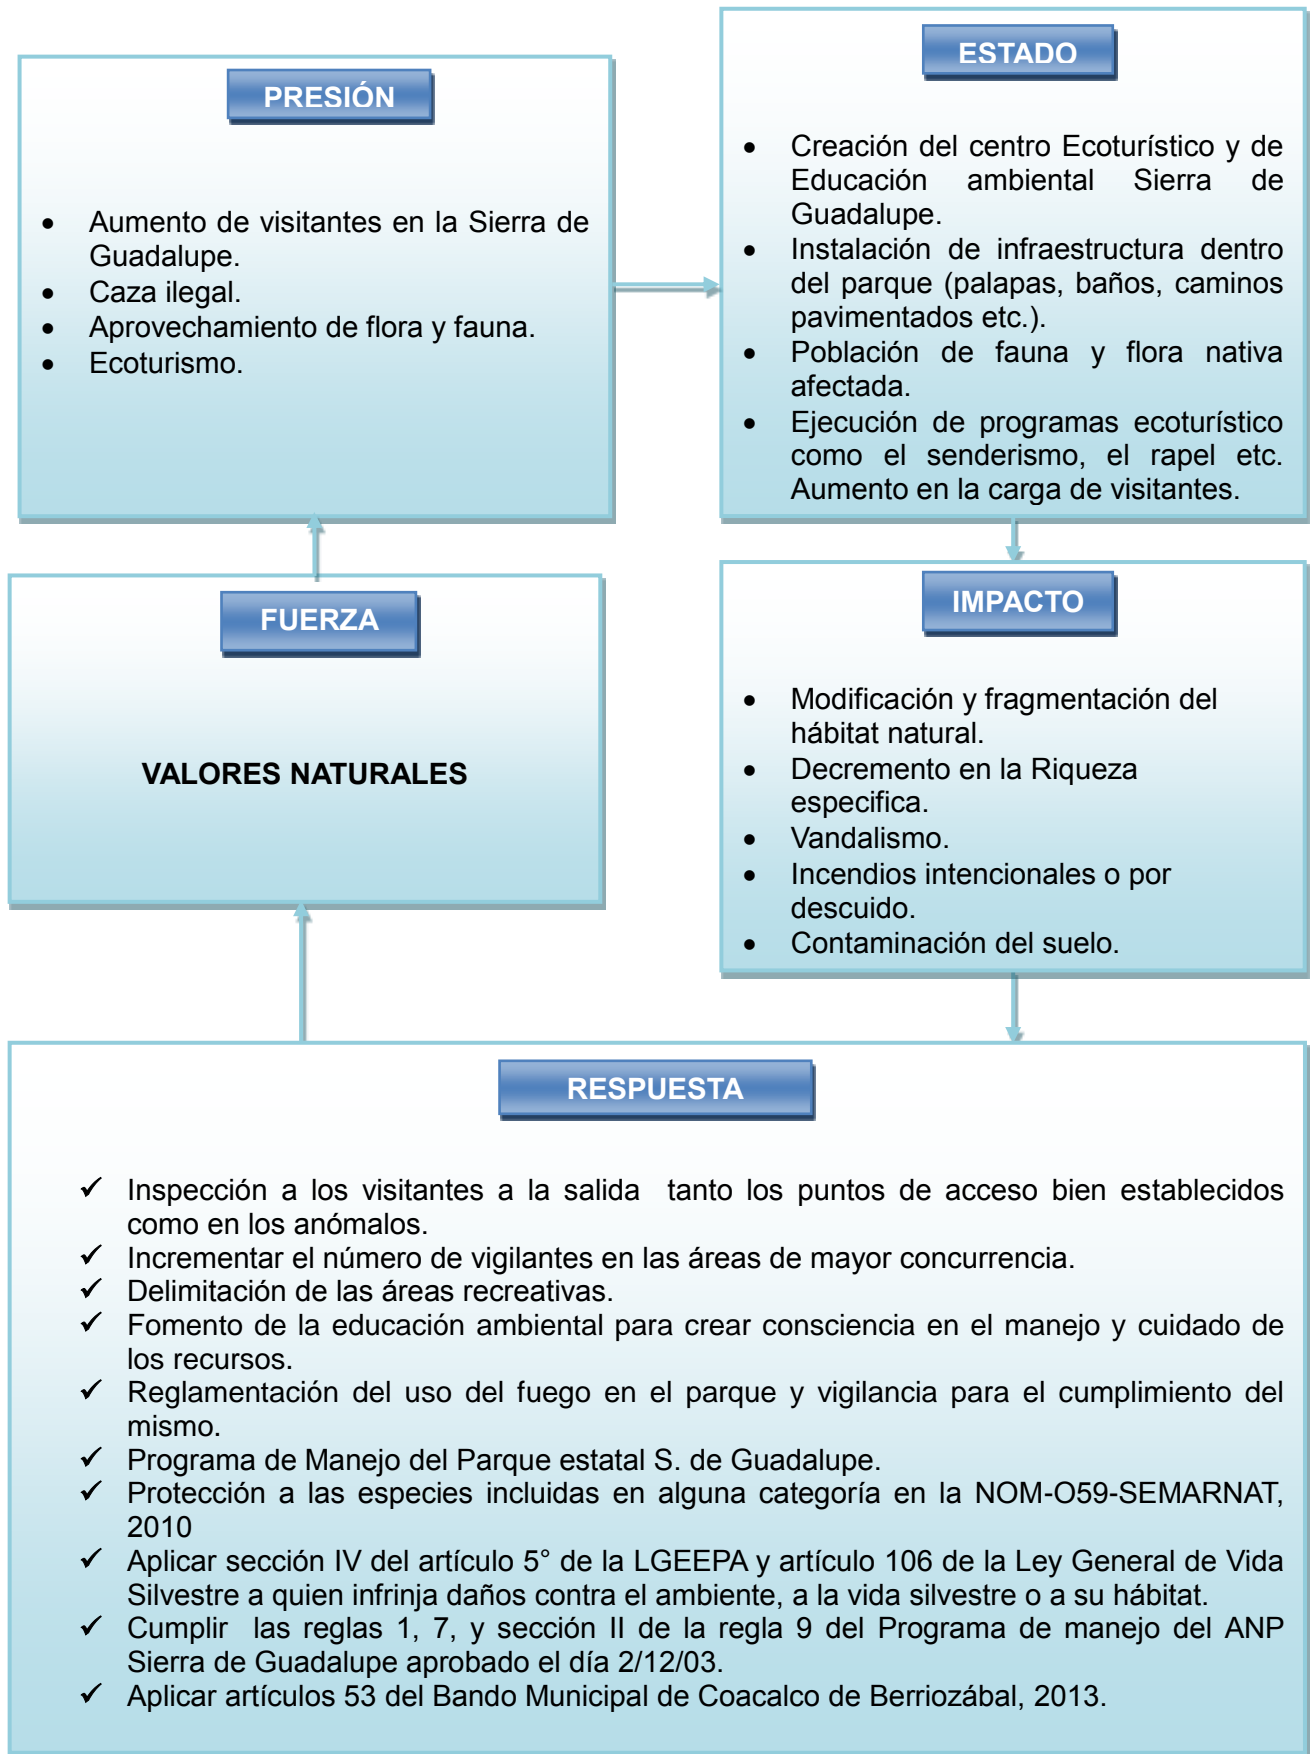 PRESIÓN
• Aumento de visitantes en la Sierra de
Guadalupe.
• Caza ilegal.
• Aprovechamiento de flora y fauna.
• Ecoturismo.
ESTADO
• Creación del centro Ecoturístico y de
Educación ambiental Sierra de
Guadalupe.
• Instalación de infraestructura dentro
del parque (palapas, baños, caminos
pavimentados etc.).
• Población de fauna y flora nativa
afectada.
• Ejecución de programas ecoturístico
como el senderismo, el rapel etc.
Aumento en la carga de visitantes.
FUERZA
VALORES NATURALES
IMPACTO
• Modificación y fragmentación del
hábitat natural.
• Decremento en la Riqueza
especifica.
• Vandalismo.
• Incendios intencionales o por
descuido.
• Contaminación del suelo.
RESPUESTA
✓ Inspección a los visitantes a la salida tanto los puntos de acceso bien establecidos
como en los anómalos.
✓ Incrementar el número de vigilantes en las áreas de mayor concurrencia.
✓ Delimitación de las áreas recreativas.
✓ Fomento de la educación ambiental para crear consciencia en el manejo y cuidado de
los recursos.
✓ Reglamentación del uso del fuego en el parque y vigilancia para el cumplimiento del
mismo.
✓ Programa de Manejo del Parque estatal S. de Guadalupe.
✓ Protección a las especies incluidas en alguna categoría en la NOM-O59-SEMARNAT,
2010
✓ Aplicar sección IV del artículo 5° de la LGEEPA y artículo 106 de la Ley General de Vida
Silvestre a quien infrinja daños contra el ambiente, a la vida silvestre o a su hábitat.
✓ Cumplir las reglas 1, 7, y sección II de la regla 9 del Programa de manejo del ANP
Sierra de Guadalupe aprobado el día 2/12/03.
✓ Aplicar artículos 53 del Bando Municipal de Coacalco de Berriozábal, 2013.